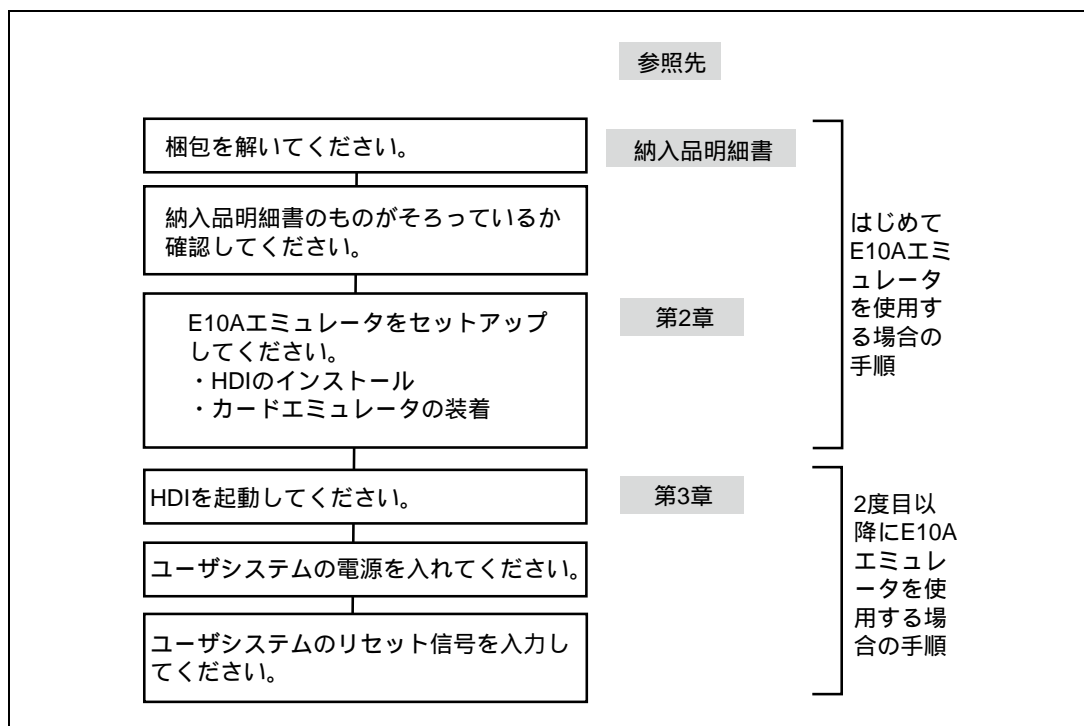 参照先
梱包を解いてください。
納入品明細書
納入品明細書のものがそろっているか
確認してください。
E10Aエミュレータをセットアップ
してください。
・HDIのインストール
・カードエミュレータの装着
第2章
はじめて
E10Aエミ
ュレータ
を使用す
る場合の
手順
HDIを起動してください。
第3章
ユーザシステムの電源を入れてください。
ユーザシステムのリセット信号を入力し
てください。
2度目以
降にE10A
エミュレ
ータを使
用する場
合の手順